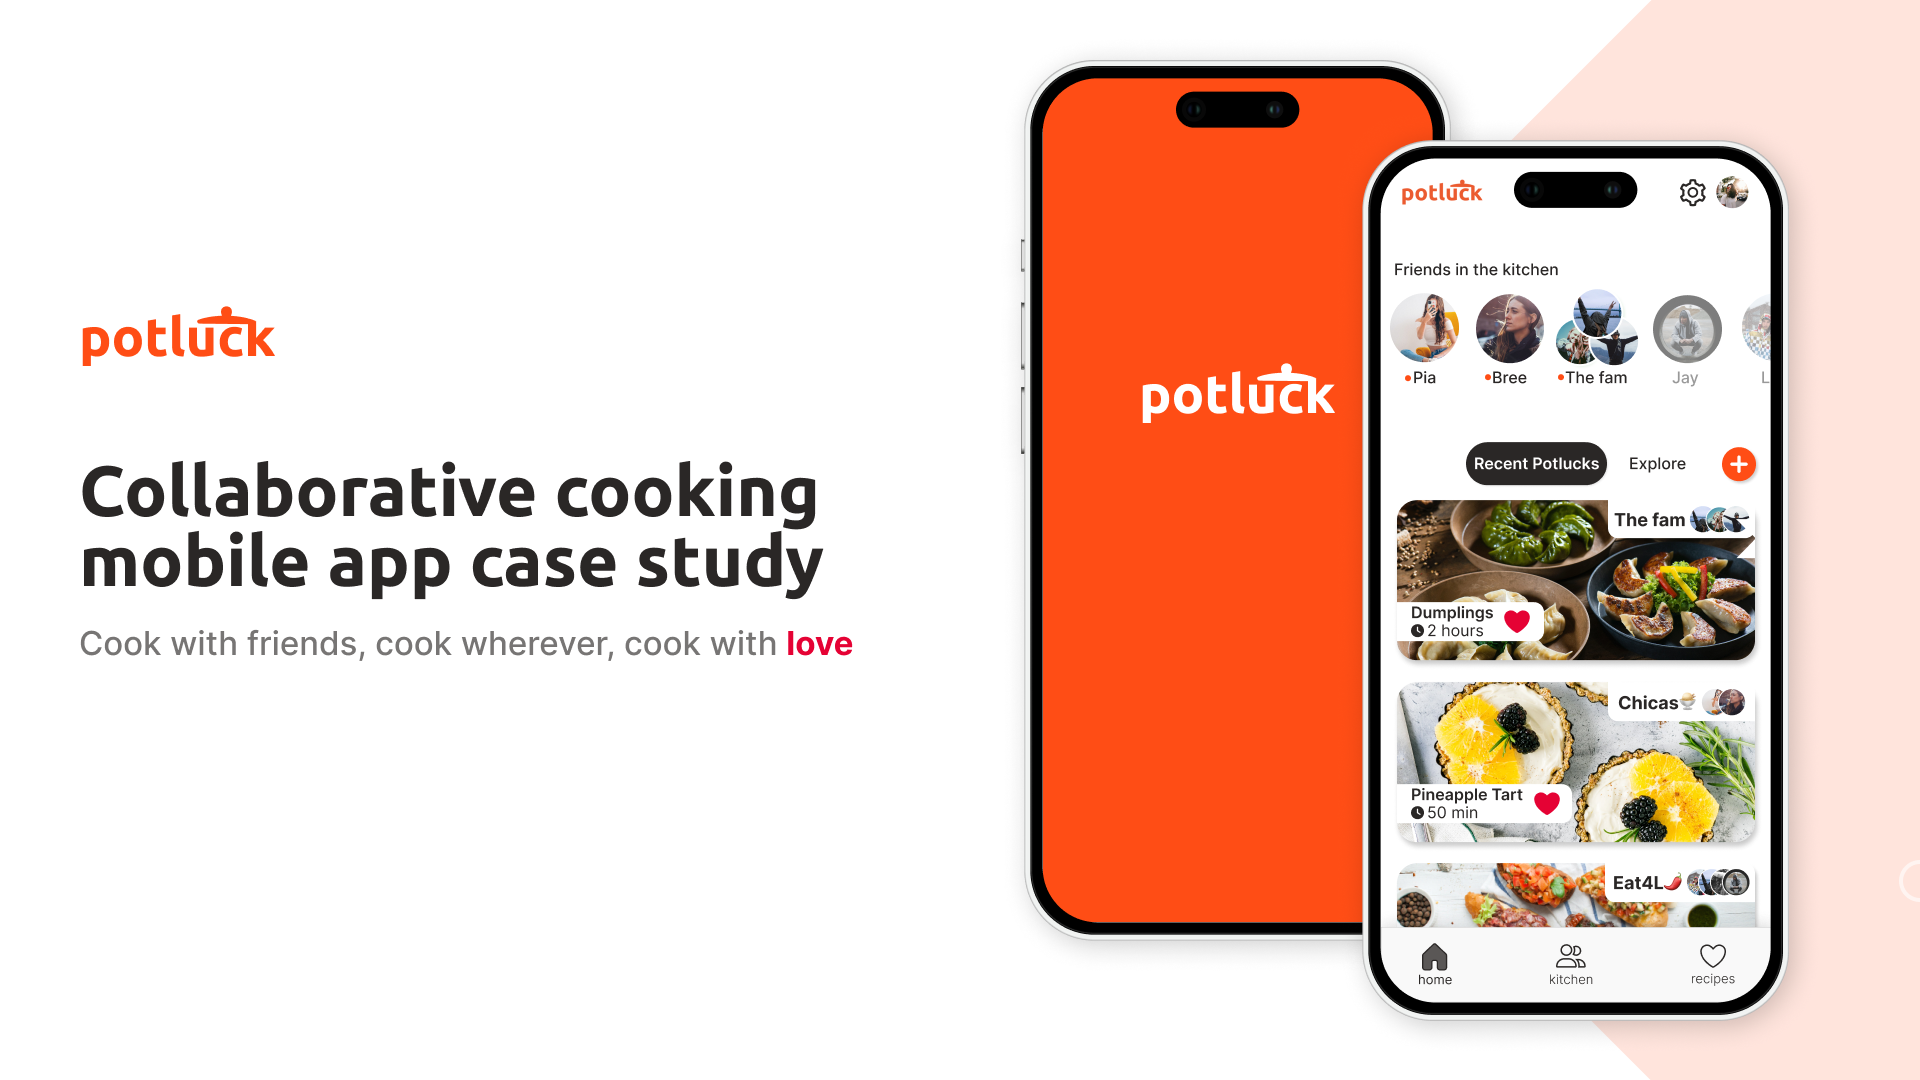 potluck
Collaborative cooking
mobile app case study
Cook with friends, cook wherever, cook with love
potluck
potluck
Friends in the kitchen
Pia
Bree
The fam
Jay
L
Recent Potlucks
Explore
The fam
Dumplings
2 hours
Chicas
Pineapple Tart
50 min
Eat4L
home
kitchen
recipes